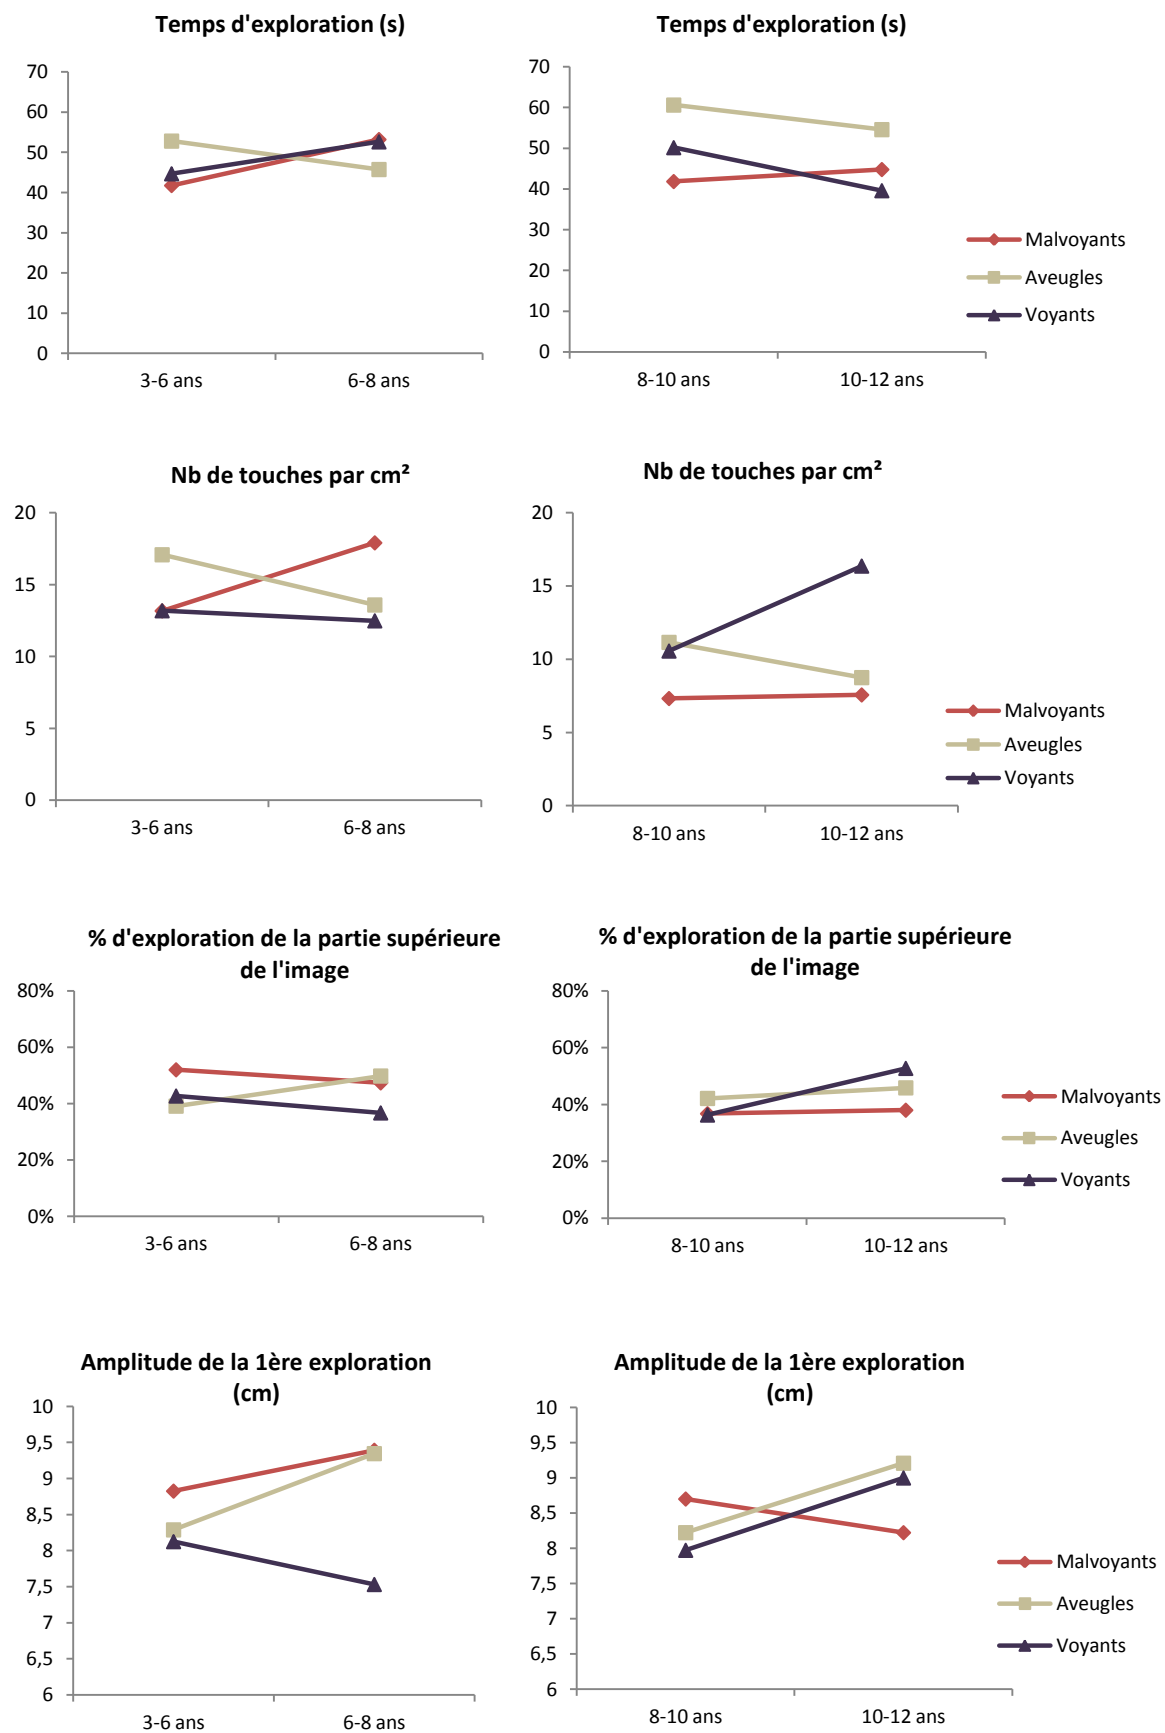 Temps d'exploration (s)
70
60
50
40
30
20
10
0
3-6 ans
6-8 ans
Temps d'exploration (s)
70
60
50
40
30
20
10
0
8-10 ans
10-12 ans
Malvoyants
Aveugles
Voyants
Nb de touches par cm²
20
15
10
5
0
3-6 ans
6-8 ans
Nb de touches par cm²
20
15
10
5
0
8-10 ans
10-12 ans
Malvoyants
Aveugles
Voyants
% d'exploration de la partie supérieure
de l'image
80%
60%
40%
20%
0%
3-6 ans
6-8 ans
% d'exploration de la partie supérieure
de l'image
80%
60%
40%
20%
0%
8-10 ans
10-12 ans
Malvoyants
Aveugles
Voyants
Amplitude de la 1ère exploration
(cm)
10
9,5
9
8,5
8
7,5
7
6,5
6
3-6 ans
6-8 ans
Amplitude de la 1ère exploration
(cm)
10
9,5
9
8,5
8
7,5
7
6,5
6
8-10 ans
10-12 ans
Malvoyants
Aveugles
Voyants